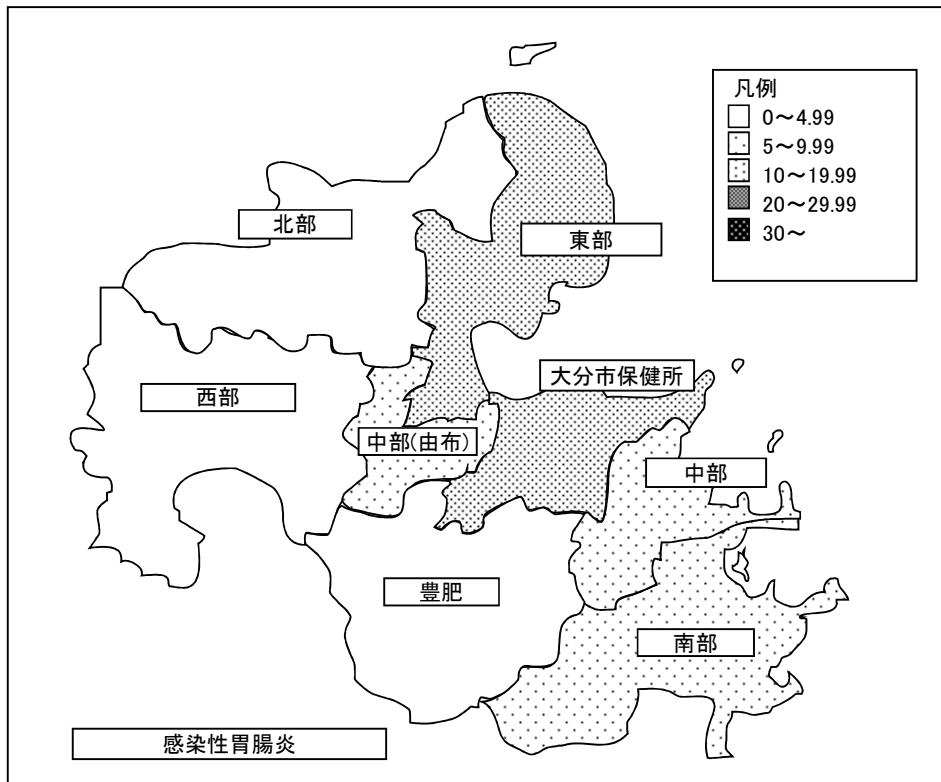 凡例
0～4.99
5～9.99
10～19.99
20～29.99
30～
北部
東部
大分市保健所
西部
中部(由布)
中部
豊肥
南部
感染性胃腸炎